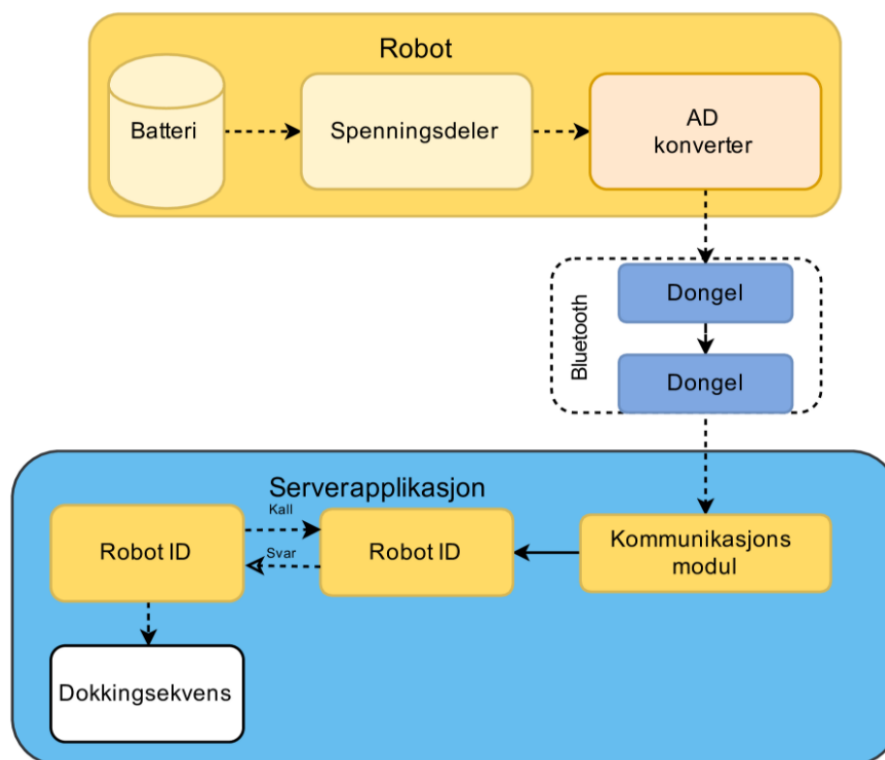 Robot
Batteri
Spenningsdeler
AD
konverter
Bluetooth
Dongel
Dongel
Serverapplikasjon
Kall
Robot ID
Robot ID
Svar
Kommunikasjons
modul
Dokkingsekvens